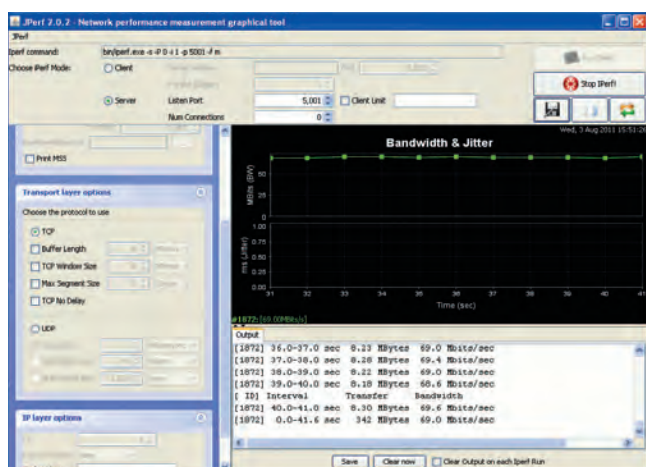 JPerf 2.0.2 - Network performance measurement graphical tool
JPerf
Iperf command: bin/iperf.exe -s -P 0 -i 1 -p 5001 -f m
Choose iPerf Mode: Client
Stop IPerf!
Server Listen Port 5,001 Client Limit
Num Connections 0
Wed, 3 Aug 2011 15:51:26
Print MSS
Bandwidth & Jitter
Transport layer options
Choose the protocol to use
TCP
Buffer Length
TCP Window Size
Max Segment Size
TCP No Delay
UDP
MBits (BW)
50
25
0
ms (Jitter)
1.00
0.75
0.50
0.25
0.00
31 32 33 34 35 36 37 38 39 40 41
Time (sec)
#1872: [69.00MBits/s]
Output
[1872] 36.0-37.0 sec 8.23 MBytes 69.0 Mbits/sec
[1872] 37.0-38.0 sec 8.28 MBytes 69.4 Mbits/sec
[1872] 38.0-39.0 sec 8.22 MBytes 69.0 Mbits/sec
[1872] 39.0-40.0 sec 8.18 MBytes 68.6 Mbits/sec
[ ID] Interval Transfer Bandwidth
[1872] 40.0-41.0 sec 8.30 MBytes 69.6 Mbits/sec
[1872] 0.0-41.6 sec 342 MBytes 69.0 Mbits/sec
IP layer options
Save Clear now Clear Output on each Iperf Run